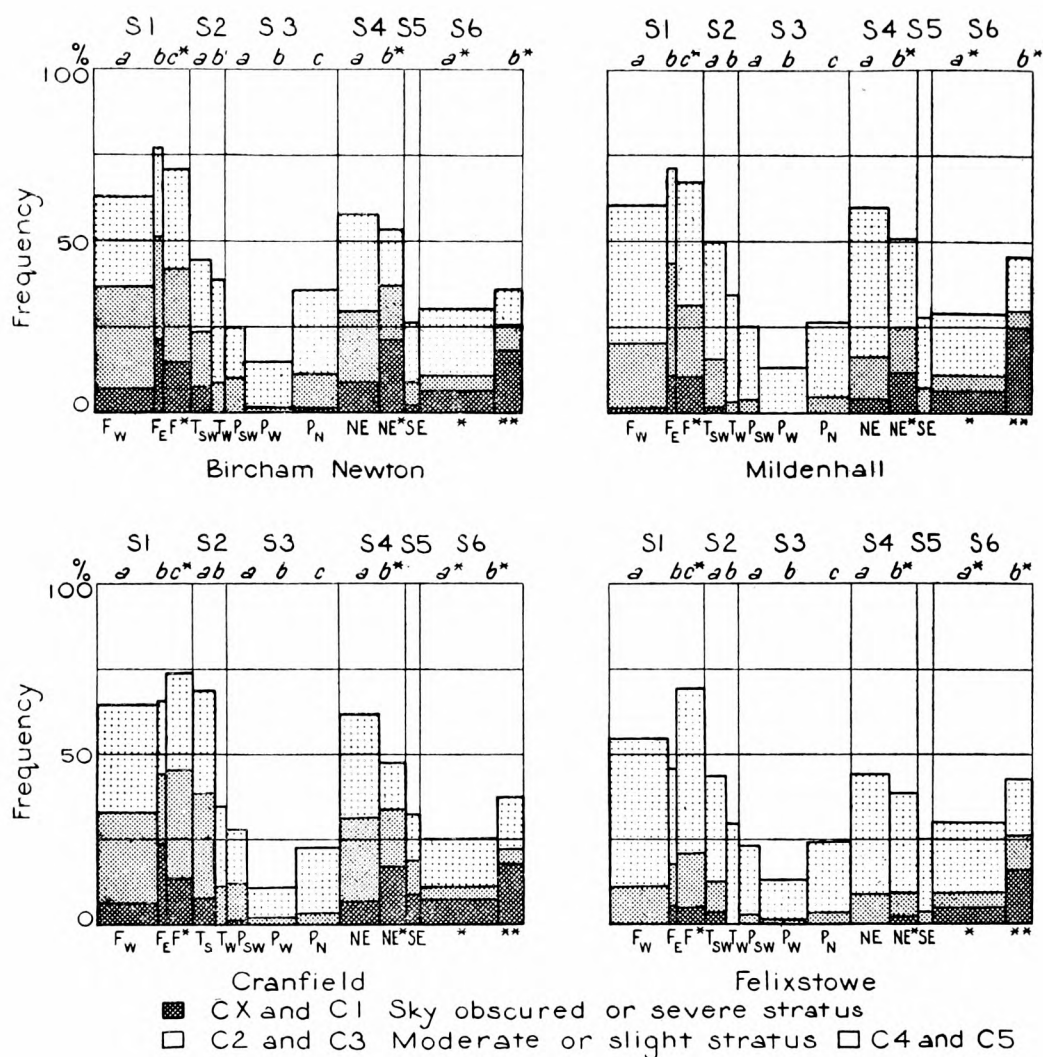 S1 S2 S3 S4 S5 S6 S1 S2 S3 S4 S5 S6
% a b c* a b a b c a b* a* b* a b c* a b a b c a b* a* b*
100
Frequency
50
0
F_W F_E F* T_SW T_W P_SW P_W P_N NE NE* SE * ** F_W F_E F* T_SW T_W P_SW P_W P_N NE NE* SE * **
Bircham Newton Mildenhall
S1 S2 S3 S4 S5 S6 S1 S2 S3 S4 S5 S6
% a b c* a b a b c a b* a* b* a b c* a b a b c a b* a* b*
100
Frequency
50
0
F_W F_E F* T_S T_W P_SW P_W P_N NE NE* SE * ** F_W F_E F* T_SW T_W P_SW P_W P_N NE NE* SE * **
Cranfield Felixstowe
CX and C1 Sky obscured or severe stratus
C2 and C3 Moderate or slight stratus C4 and C5